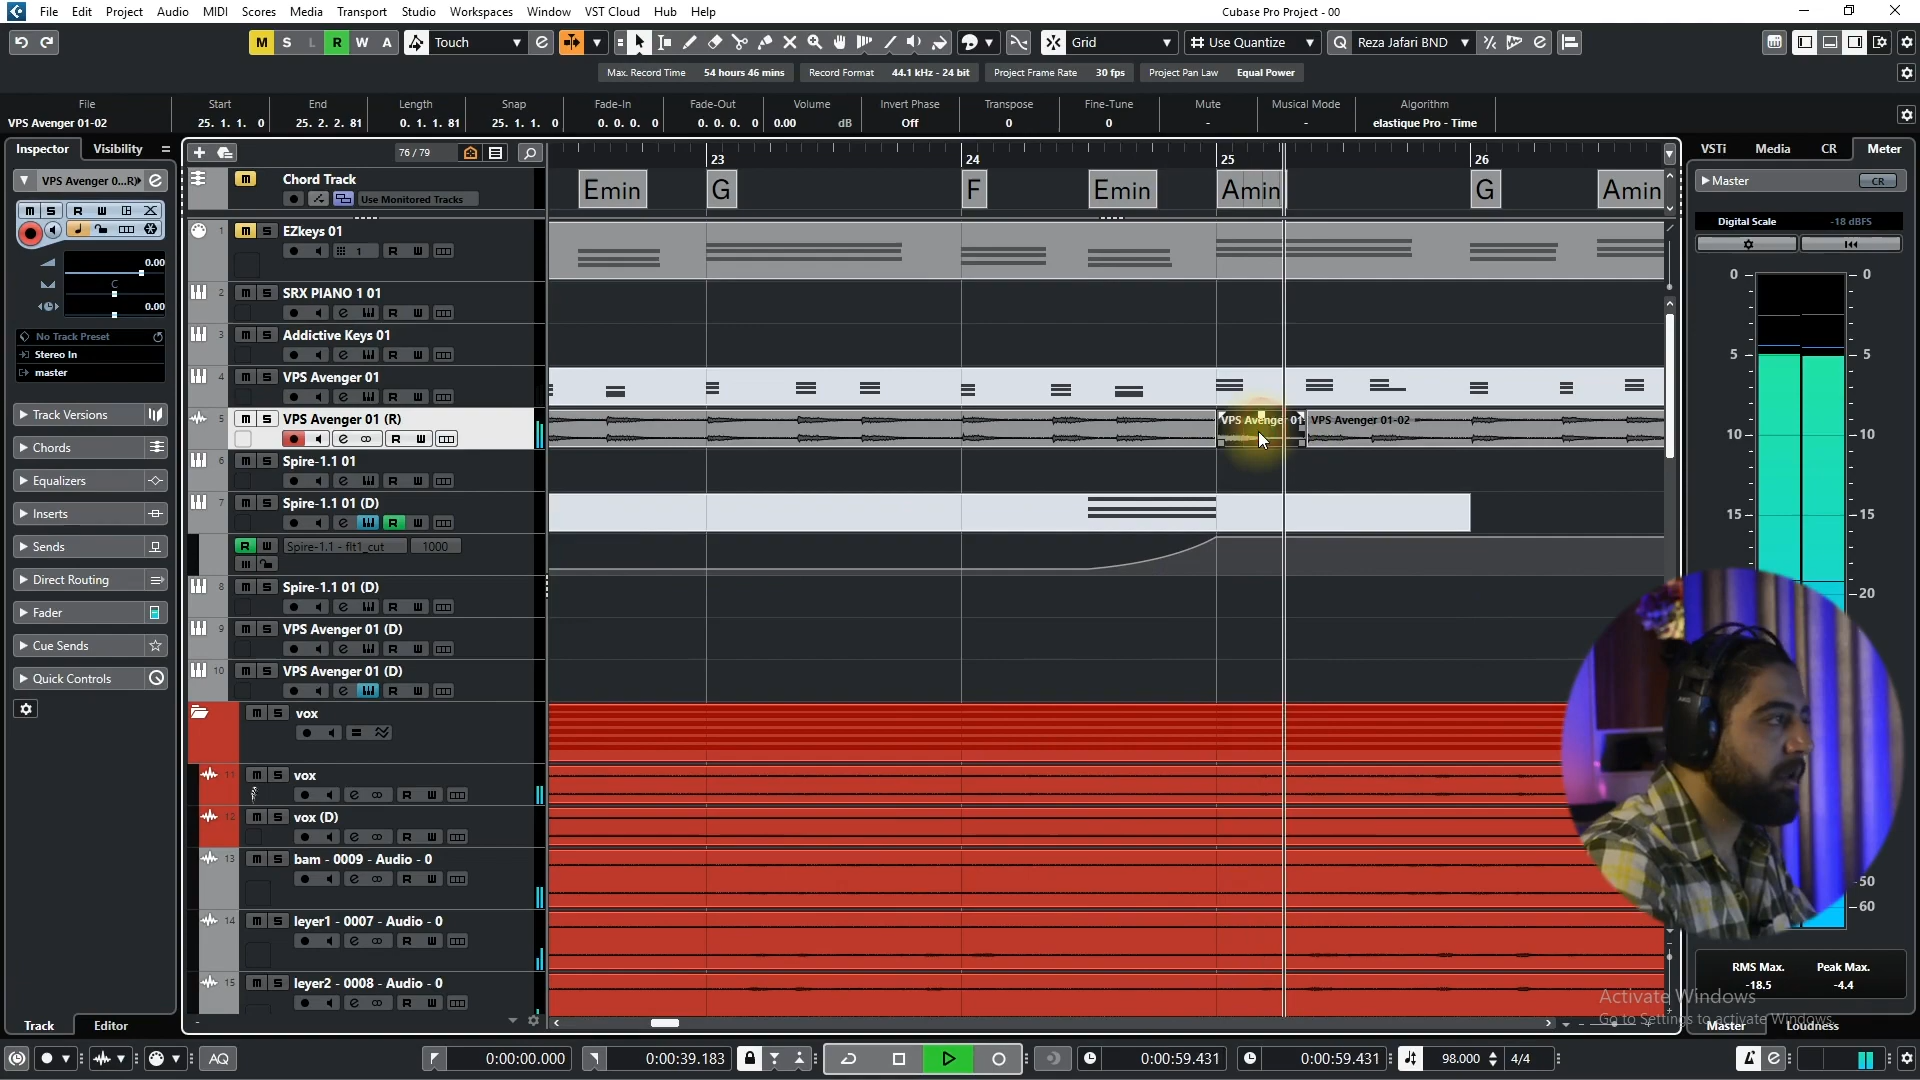 File Edit Project Audio MIDI Scores Media Transport Studio Workspaces Window VST Cloud Hub Help
Cubase Pro Project - 00
M S L R W A Touch Grid Use Quantize Reza Jafari BND
Max. Record Time 54 hours 46 mins Record Format 44.1 kHz - 24 bit Project Frame Rate 30 fps Project Pan Law Equal Power
File Start End Length Snap Fade-In Fade-Out Volume Invert Phase Transpose Fine-Tune Mute Musical Mode Algorithm
VPS Avenger 01-02 25. 1. 1. 0 25. 2. 2. 81 0. 1. 1. 81 25. 1. 1. 0 0. 0. 0. 0 0. 0. 0. 0 0.00 dB Off 0 0 - - elastique Pro - Time
Inspector Visibility
76 / 79
23 24 25 26
VSTi Media CR Meter
VPS Avenger 0...R)
Chord Track
Use Monitored Tracks
Emin G F Emin Amin G Amin
Master CR
Digital Scale -18 dBFS
M S R W
0.00
C
0.00
No Track Preset
Stereo In
master
Track Versions
Chords
Equalizers
Inserts
Sends
Direct Routing
Fader
Cue Sends
Quick Controls
1 EZkeys 01
1 R W
2 SRX PIANO 1 01
3 Addictive Keys 01
4 VPS Avenger 01
5 VPS Avenger 01 (R)
VPS Avenger 01
VPS Avenger 01-02
6 Spire-1.1 01
7 Spire-1.1 01 (D)
R W Spire-1.1 - flt1_cut 1000
8 Spire-1.1 01 (D)
9 VPS Avenger 01 (D)
10 VPS Avenger 01 (D)
vox
11 vox
12 vox (D)
13 bam - 0009 - Audio - 0
14 leyer1 - 0007 - Audio - 0
15 leyer2 - 0008 - Audio - 0
0 0
5 5
10 10
15 15
20
50
60
RMS Max. Peak Max.
-18.5 -4.4
Activate Windows
Go to Settings to activate Windows.
Track Editor
Master Loudness
AQ 0:00:00.000 0:00:39.183 0:00:59.431 0:00:59.431 98.000 4/4
AKG